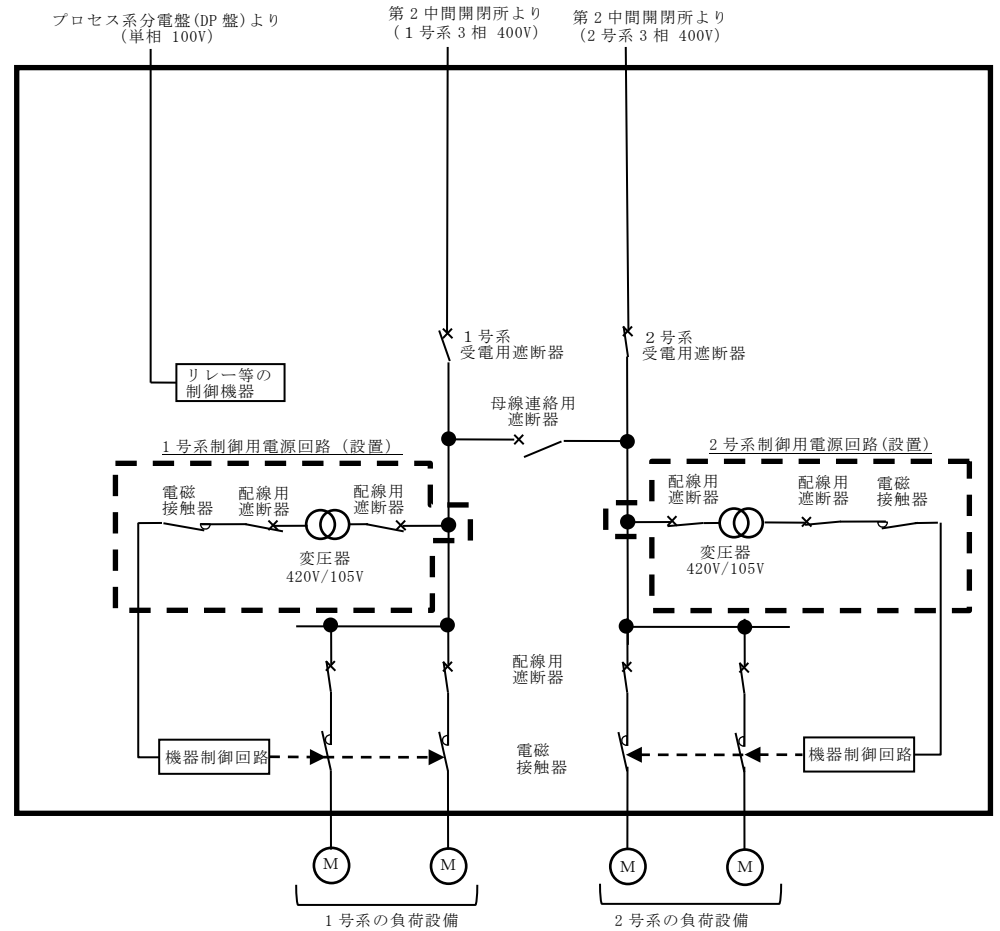 プロセス系分電盤(DP 盤)より
(単相 100V)
第２中間開閉所より
(１号系３相 400V)
第２中間開閉所より
(２号系３相 400V)
１号系
受電用遮断器
２号系
受電用遮断器
リレー等の
制御機器
母線連絡用
遮断器
１号系制御用電源回路（設置）
２号系制御用電源回路(設置)
電磁
接触器
配線用
遮断器
配線用
遮断器
変圧器
420V/105V
配線用
遮断器
配線用
遮断器
電磁
接触器
変圧器
420V/105V
配線用
遮断器
機器制御回路
電磁
接触器
機器制御回路
M
M
M
M
１号系の負荷設備
２号系の負荷設備